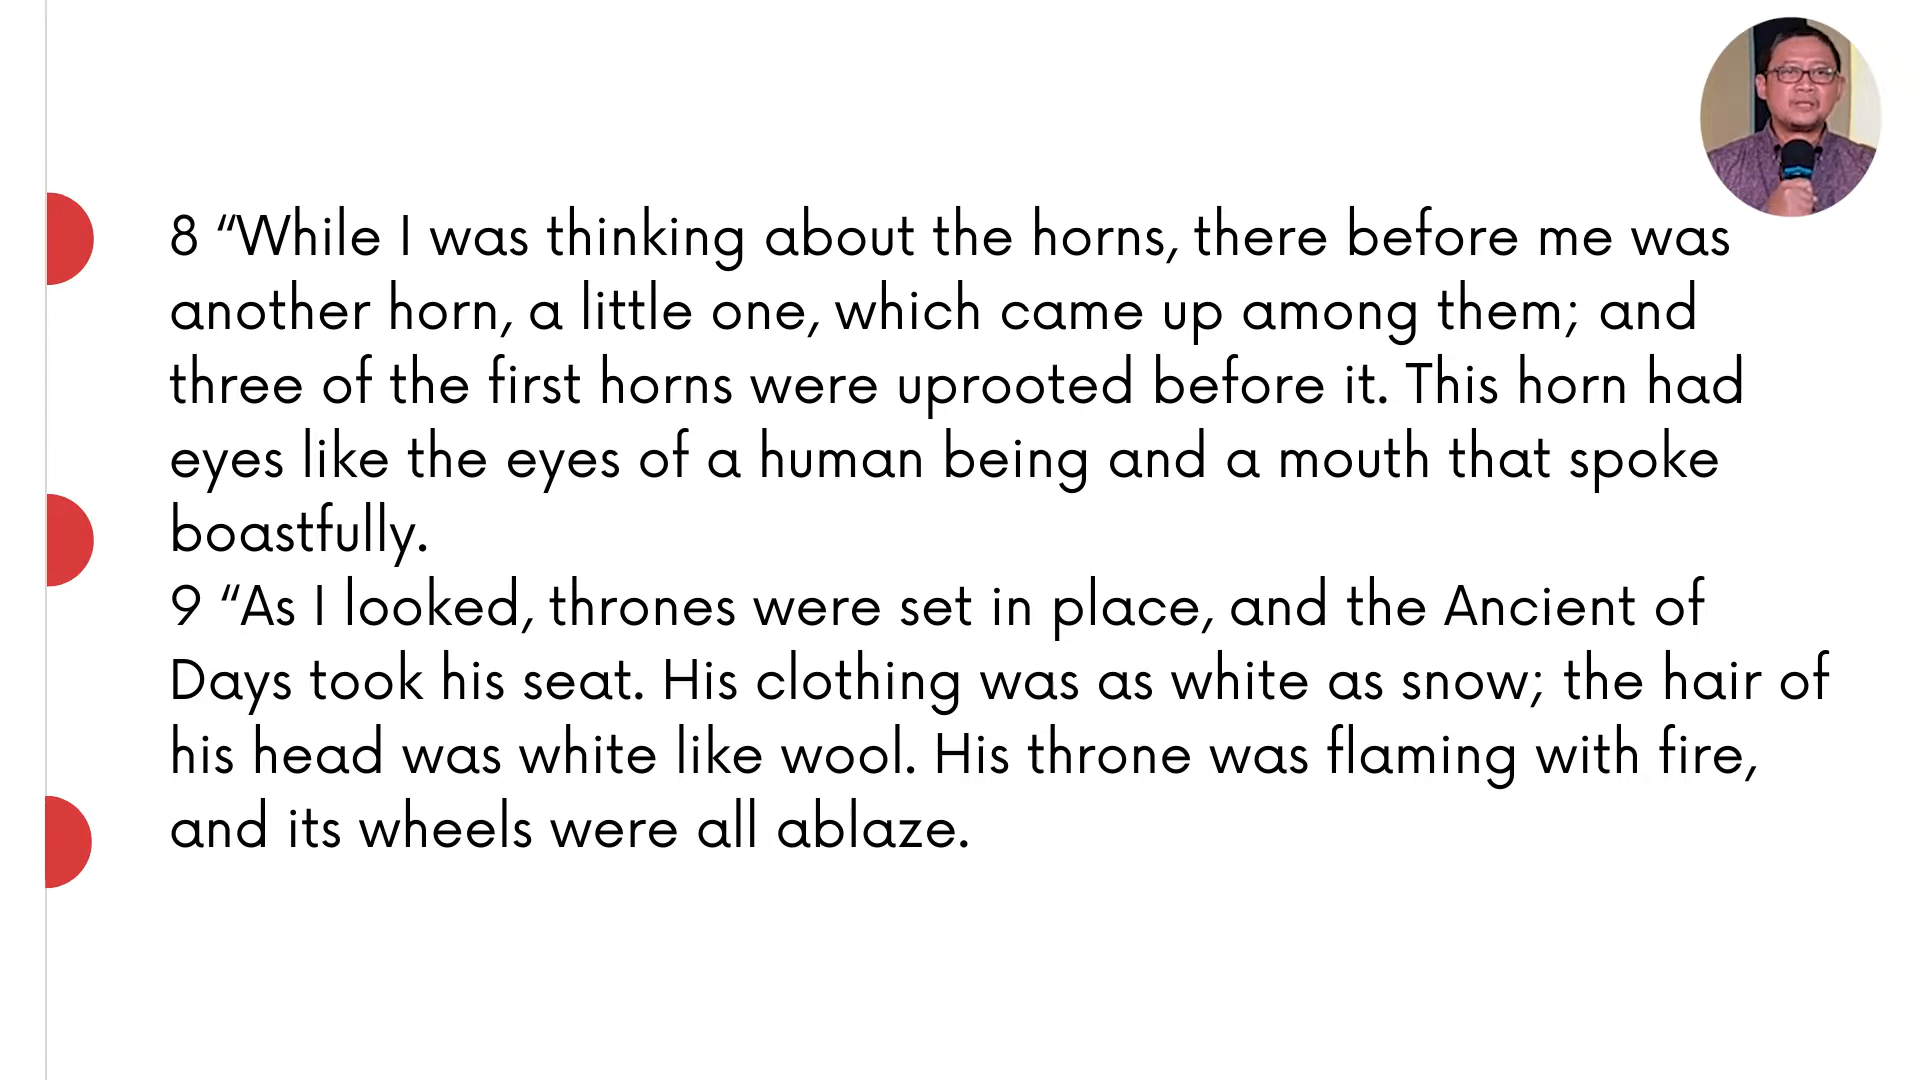 8 “While I was thinking about the horns, there before me was
another horn, a little one, which came up among them; and
three of the first horns were uprooted before it. This horn had
eyes like the eyes of a human being and a mouth that spoke
boastfully.
9 “As I looked, thrones were set in place, and the Ancient of
Days took his seat. His clothing was as white as snow; the hair of
his head was white like wool. His throne was flaming with fire,
and its wheels were all ablaze.